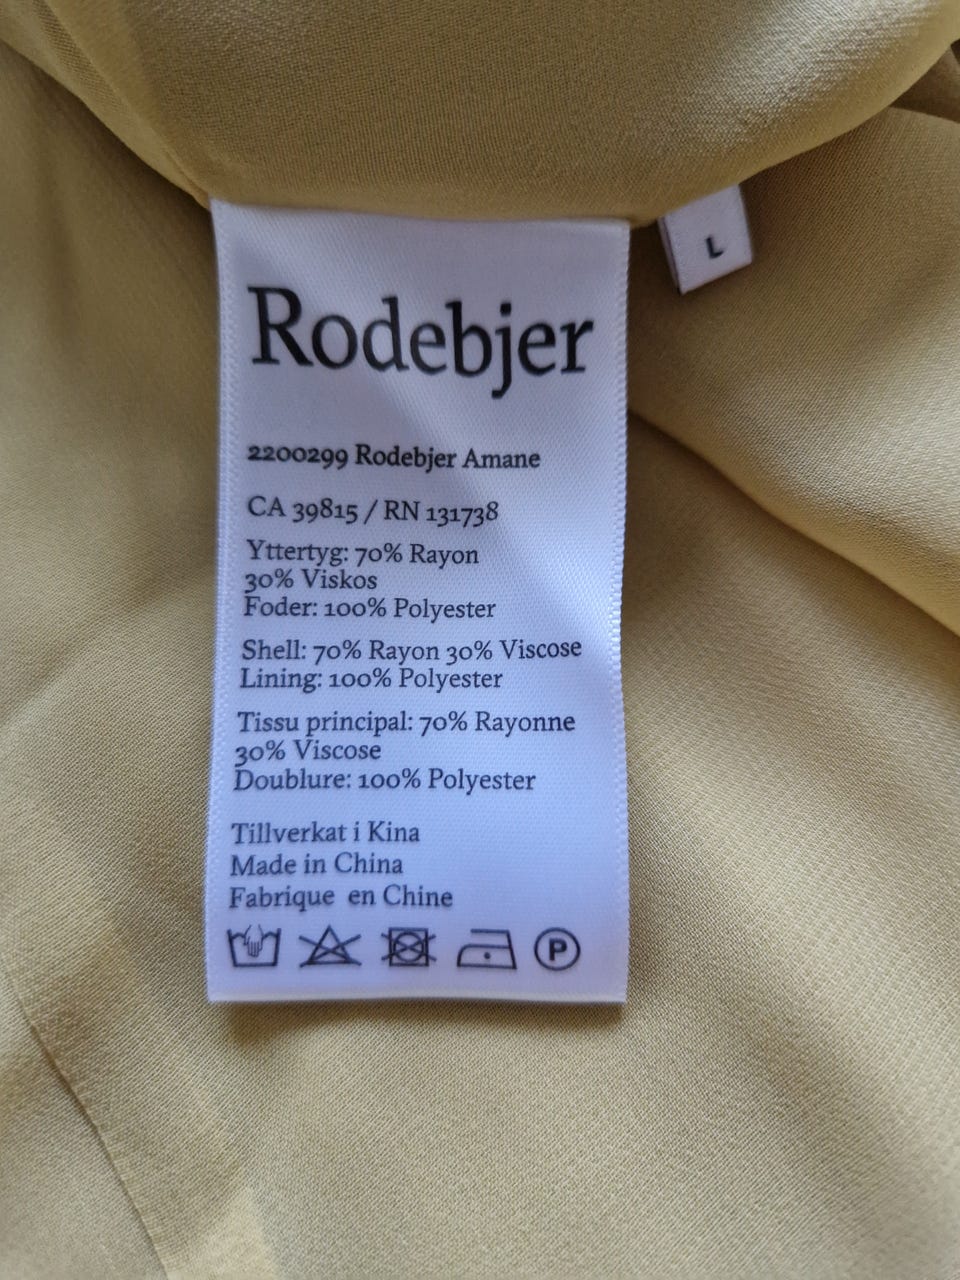 L
Rodebjer
2200299 Rodebjer Amane
CA 39815 / RN 131738
Yttertyg: 70% Rayon
30% Viskos
Foder: 100% Polyester
Shell: 70% Rayon 30% Viscose
Lining: 100% Polyester
Tissu principal: 70% Rayonne
30% Viscose
Doublure: 100% Polyester
Tillverkat i Kina
Made in China
Fabrique en Chine
P